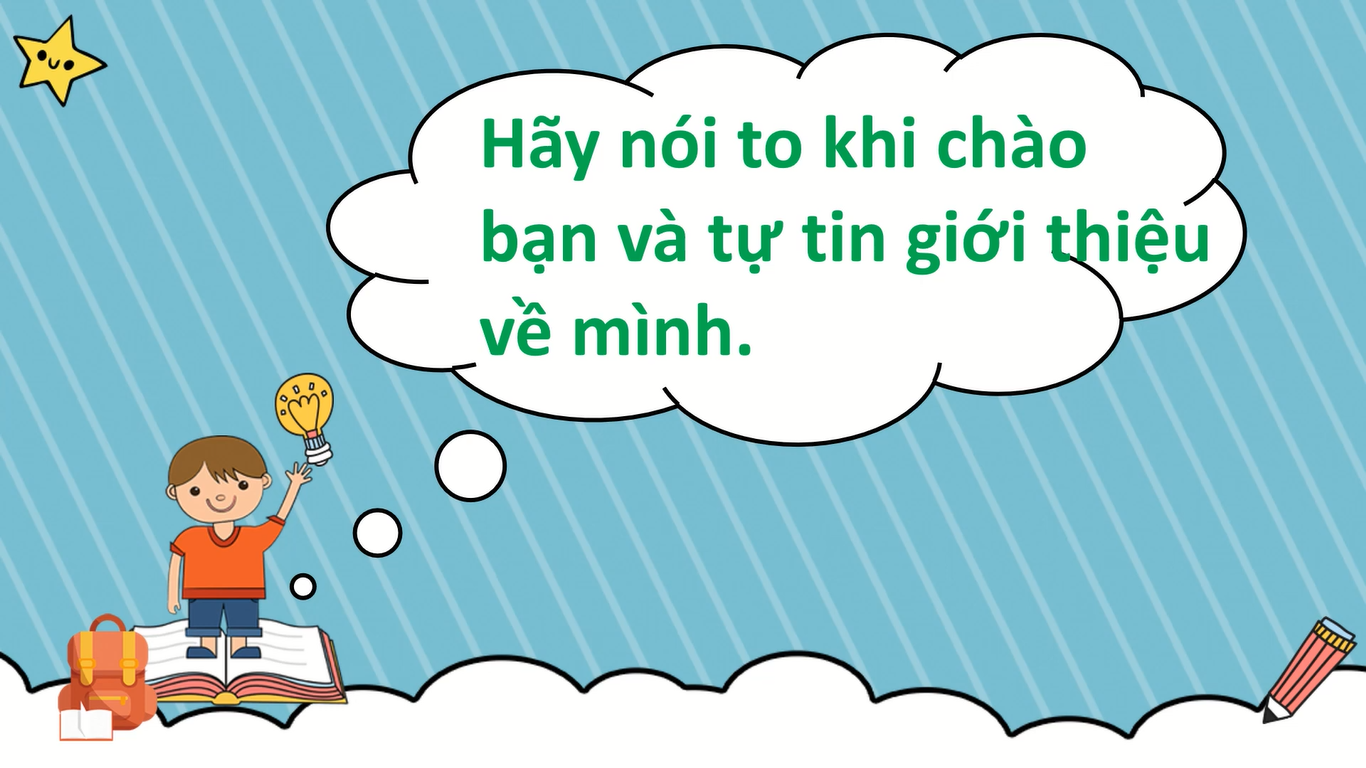 Hãy nói to khi chào
bạn và tự tin giới thiệu
về mình.